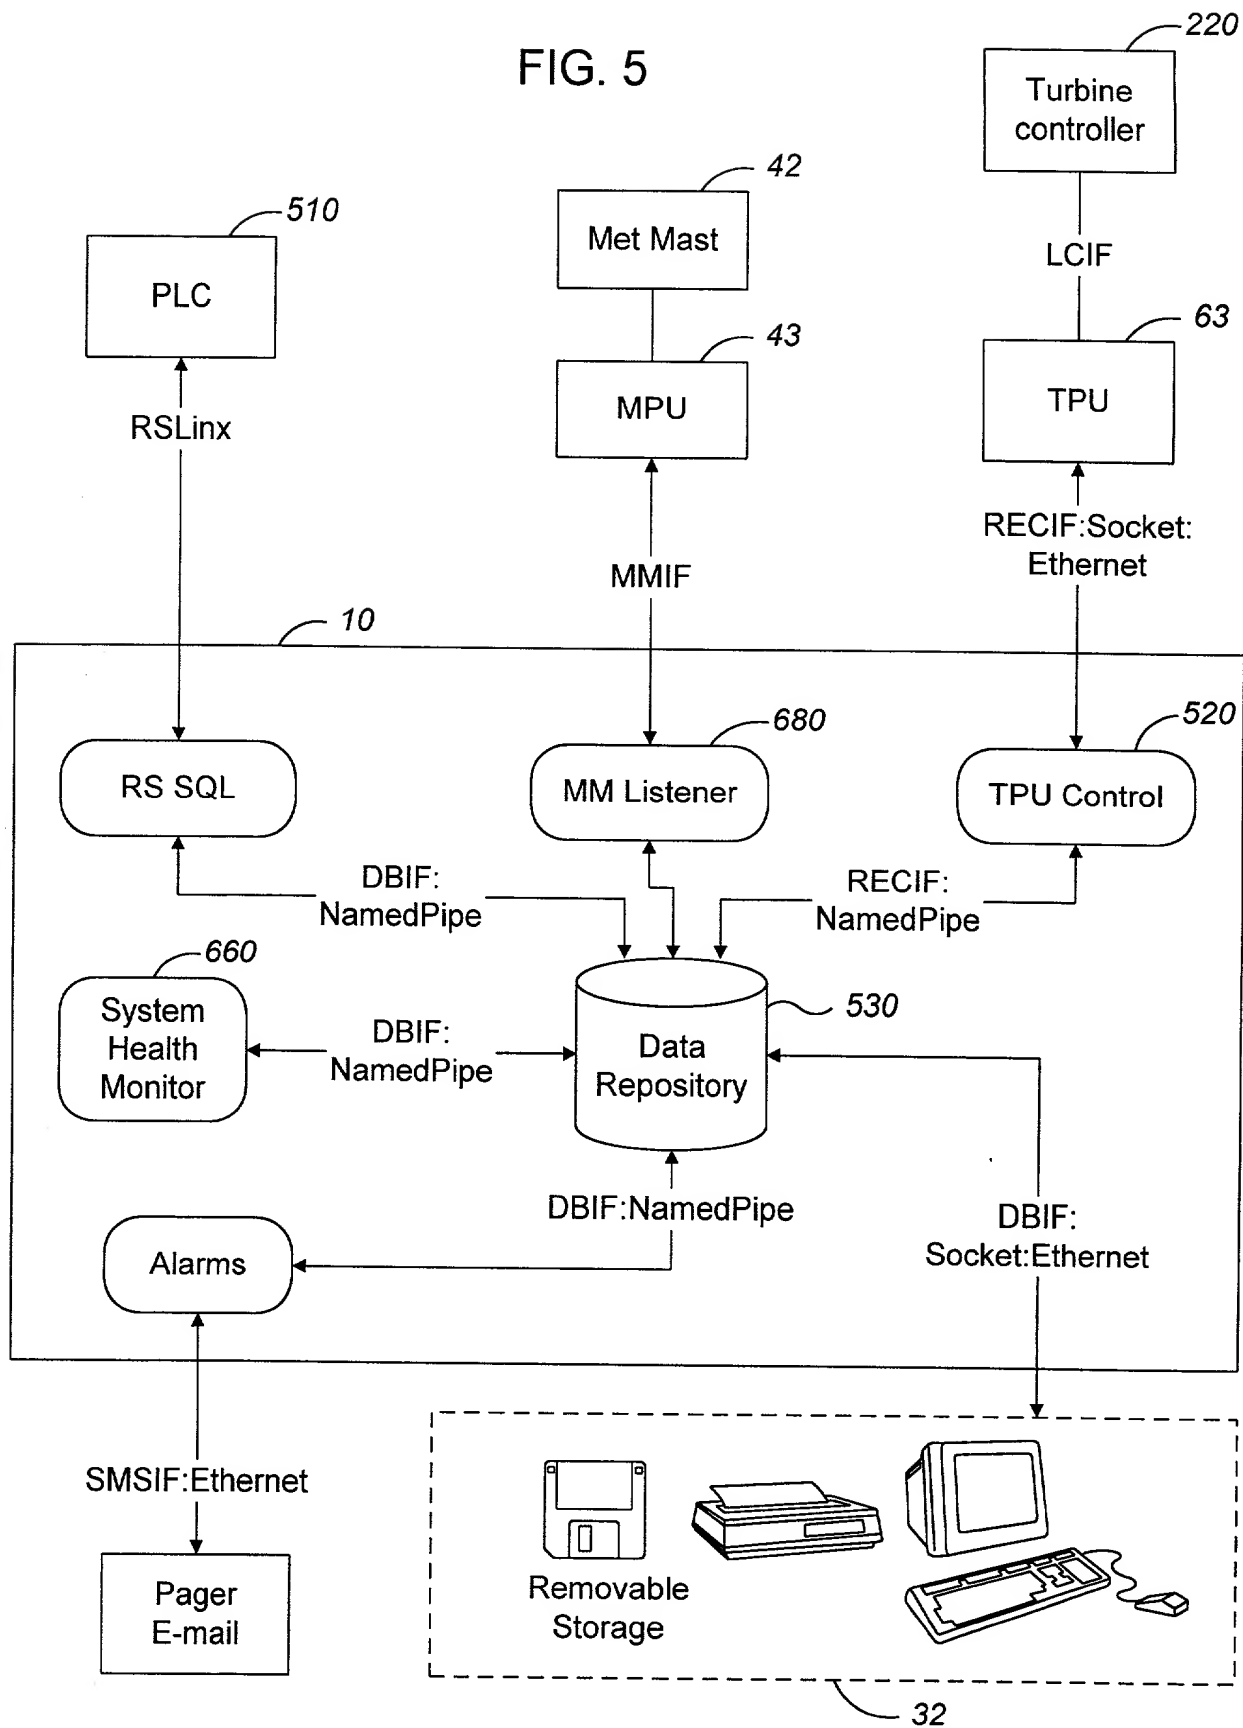 FIG. 5
220
Turbine
controller
42
Met Mast
510
PLC
LCIF
43
MPU
63
TPU
RSLinx
RECIF:Socket:
Ethernet
MMIF
10
680
520
RS SQL
MM Listener
TPU Control
DBIF:
NamedPipe
RECIF:
NamedPipe
660
System
Health
Monitor
DBIF:
NamedPipe
530
Data
Repository
DBIF:NamedPipe
DBIF:
Socket:Ethernet
Alarms
SMSIF:Ethernet
Pager
E-mail
Removable
Storage
32